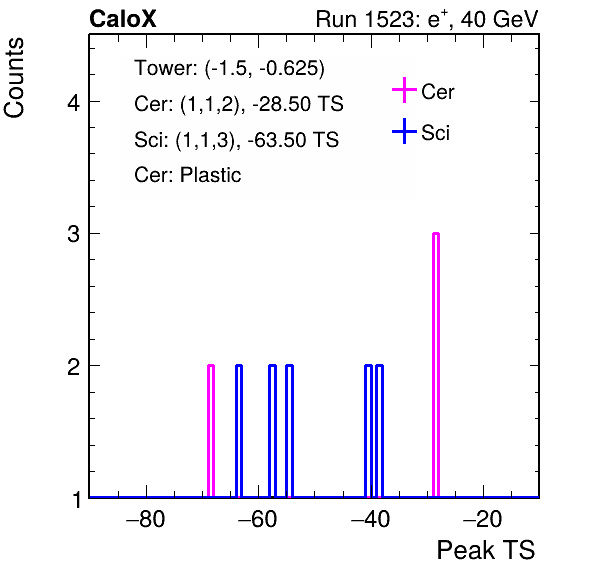 CaloX Run 1523: e⁺, 40 GeV
Counts
Tower: (-1.5, -0.625)
Cer: (1,1,2), -28.50 TS
Sci: (1,1,3), -63.50 TS
Cer: Plastic
Cer
Sci
4
3
2
1
−80 −60 −40 −20
Peak TS